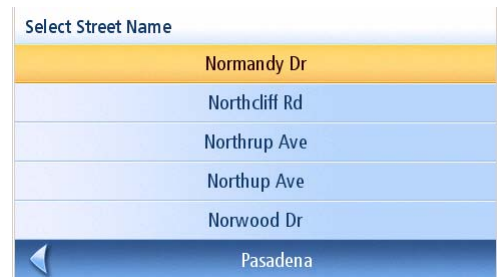 Select Street Name
Normandy Dr
Northcliff Rd
Northrup Ave
Northup Ave
Norwood Dr
Pasadena